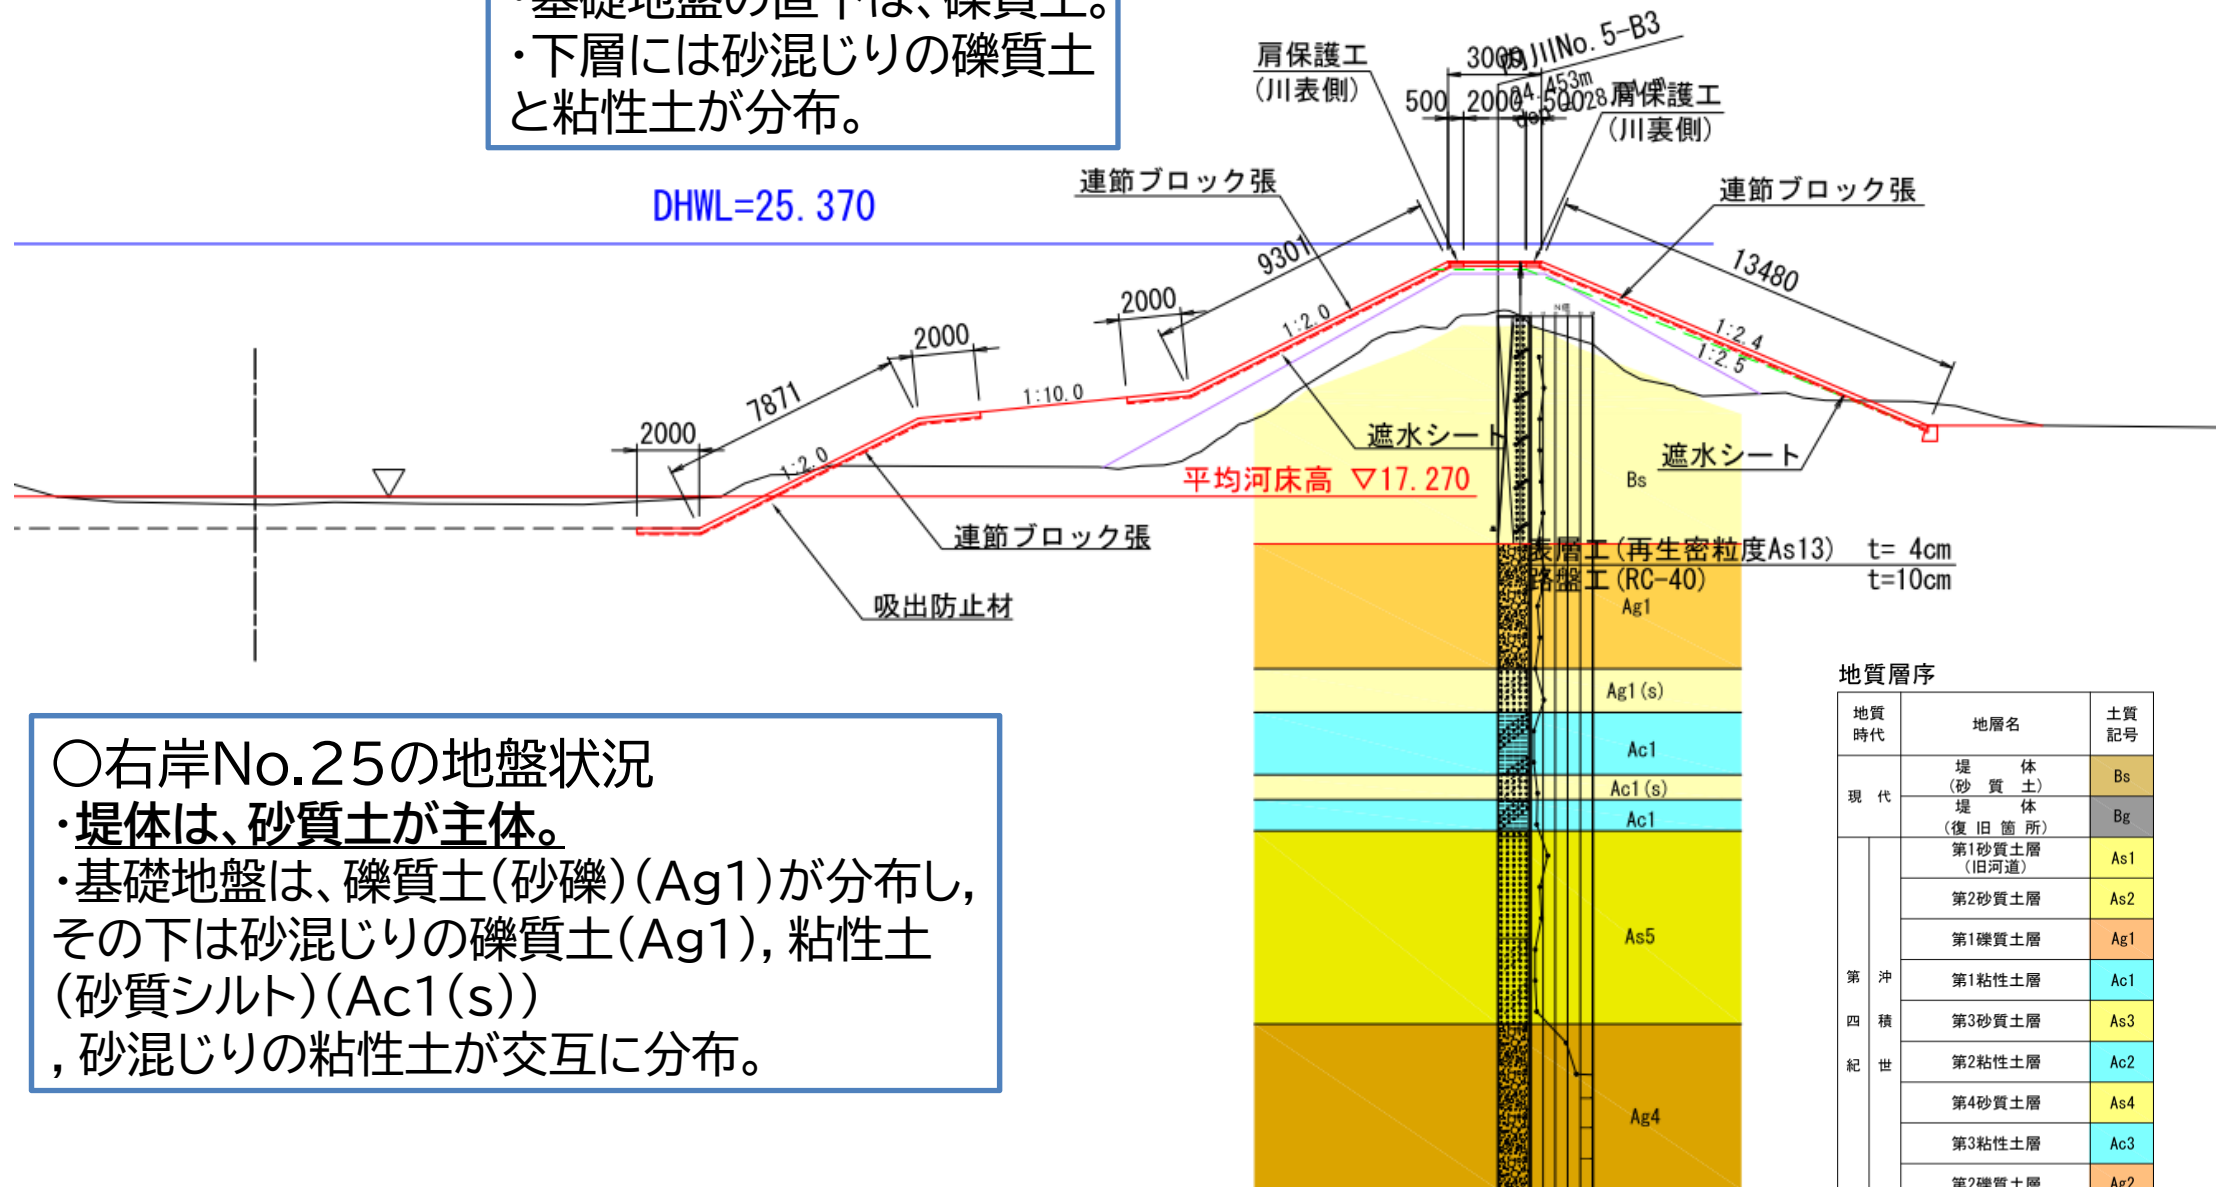 ・基礎地盤の直下は、礫質土。
・下層には砂混じりの礫質土
と粘性土が分布。
肩保護工
(川表側)
3000
No. 5-B3
500
2000
500
肩保護工
(川裏側)
連節ブロック張
連節ブロック張
DHWL=25.370
9301
13480
2000
2000
1:2.0
1:2.4
1:2.5
1:10.0
7871
2000
1:2.0
遮水シート
遮水シート
平均河床高 ▽17.270
Bs
連節ブロック張
吸出防止材
表層工(再生密粒度As13) t= 4cm
路盤工(RC-40) t=10cm
Ag1
Ag1(s)
Ac1
Ac1(s)
Ac1
As5
Ag4
○右岸No.25の地盤状況
・堤体は、砂質土が主体。
・基礎地盤は、礫質土(砂礫)(Ag1)が分布し,
その下は砂混じりの礫質土(Ag1), 粘性土
(砂質シルト)(Ac1(s))
, 砂混じりの粘性土が交互に分布。
地質層序
地質時代 地層名 土質記号
現代 堤体(砂質土) Bs
堤体(復旧箇所) Bg
第四紀 沖積世
第1砂質土層(旧河道) As1
第2砂質土層 As2
第1礫質土層 Ag1
第1粘性土層 Ac1
第3砂質土層 As3
第2粘性土層 Ac2
第4砂質土層 As4
第3粘性土層 Ac3
第2礫質土層 Ag2